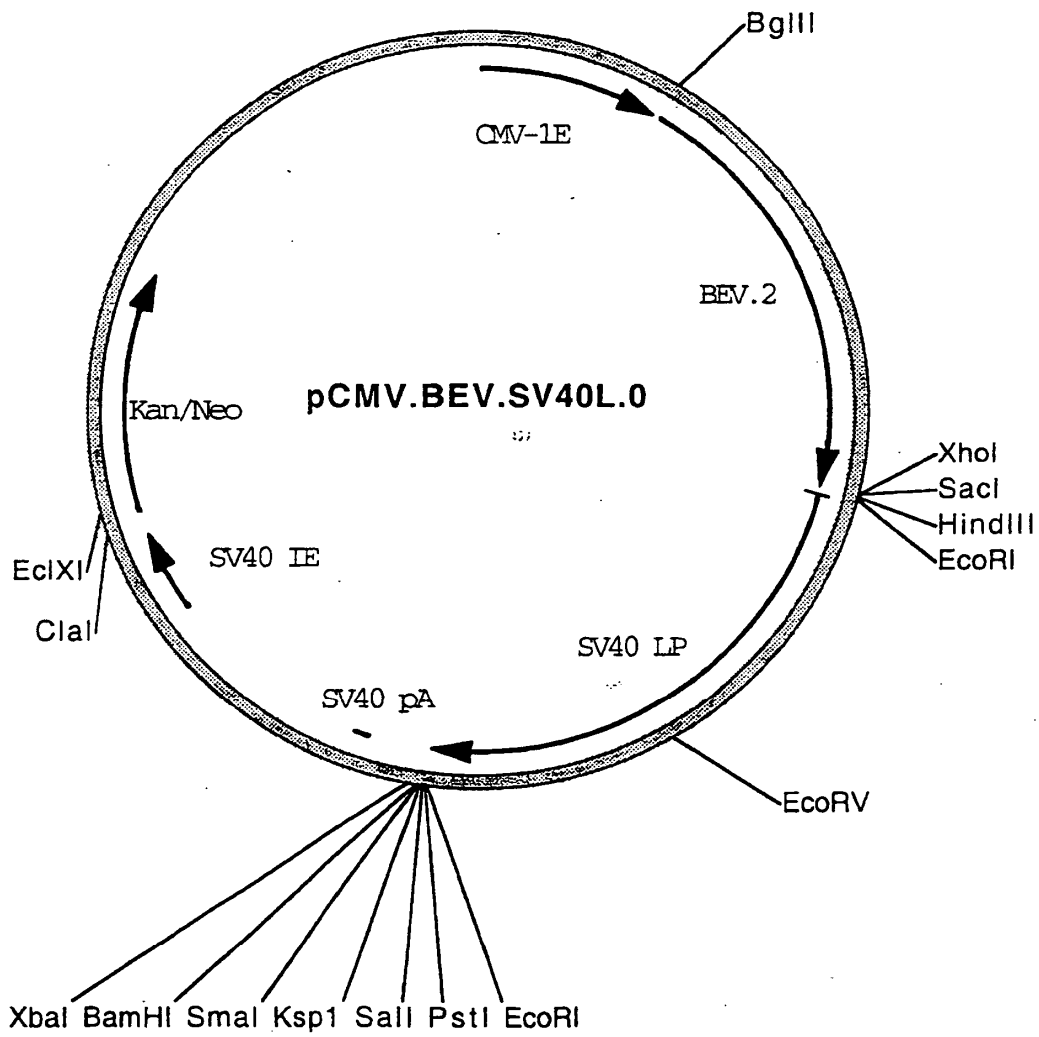 BglII
CMV-1E
BEV.2
pCMV.BEV.SV40L.0
Kan/Neo
XhoI
SacI
HindIII
EcoRI
SV40 IE
EclXI
ClaI
SV40 LP
SV40 pA
EcoRV
XbaI BamHI SmaI Ksp1 SalI PstI EcoRI